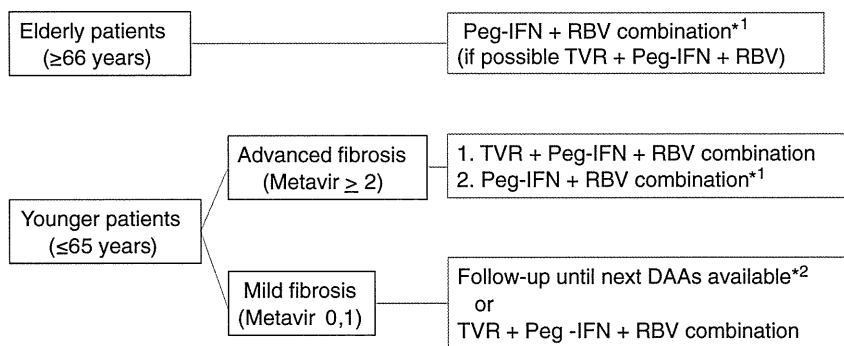 Elderly patients
(≥66 years)
Peg-IFN + RBV combination*1
(if possible TVR + Peg-IFN + RBV)
Younger patients
(≤65 years)
Advanced fibrosis
(Metavir ≥ 2)
1. TVR + Peg-IFN + RBV combination
2. Peg-IFN + RBV combination*1
Mild fibrosis
(Metavir 0,1)
Follow-up until next DAAs available*2
or
TVR + Peg -IFN + RBV combination